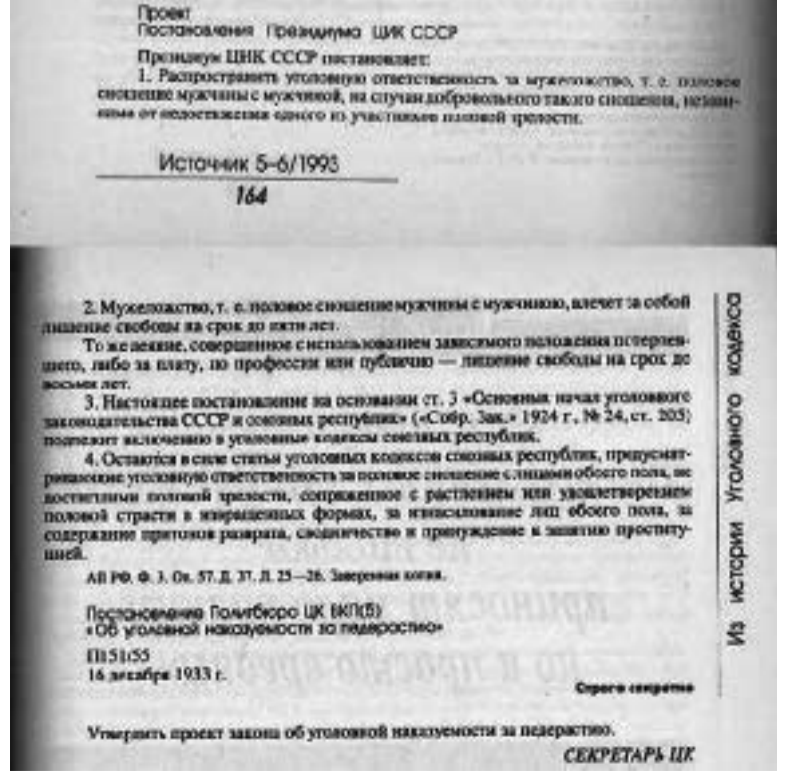 Проект
Постановления Президиума ЦИК СССР
Президиум ЦИК СССР постановляет:
1. Распространить уголовную ответственность за мужеложство, т. е. половое
сношение мужчины с мужчиной, на случаи добровольного такого сношения, незави-
симо от недостижения одного из участников половой зрелости.
Источник 5–6/1993
164
2. Мужеложство, т. е. половое сношение мужчины с мужчиною, влечет за собой
лишение свободы на срок до пяти лет.
То же деяние, совершенное с использованием зависимого положения потерпев-
шего, либо за плату, по профессии или публично — лишение свободы на срок до
восьми лет.
3. Настоящее постановление на основании ст. 3 «Основных начал уголовного
законодательства СССР и союзных республик» («Собр. Зак.» 1924 г., № 24, ст. 205)
подлежит включению в уголовные кодексы союзных республик.
4. Остаются в силе статьи уголовных кодексов союзных республик, предусмат-
ривающие уголовную ответственность за половое сношение с лицами обоего пола, не
достигшими половой зрелости, сопряженное с растлением или удовлетворением
половой страсти в извращенных формах, за изнасилование лиц обоего пола, за
содержание притонов разврата, сводничество и принуждение к занятию проститу-
цией.
АП РФ. Ф. 3. Оп. 57. Д. 37. Л. 25—26. Заверенная копия.
Постановление Политбюро ЦК ВКП(б)
«Об уголовной наказуемости за педерастию»
П151/55
16 декабря 1933 г.
Строго секретно
Утвердить проект закона об уголовной наказуемости за педерастию.
СЕКРЕТАРЬ ЦК
Из истории Уголовного кодекса